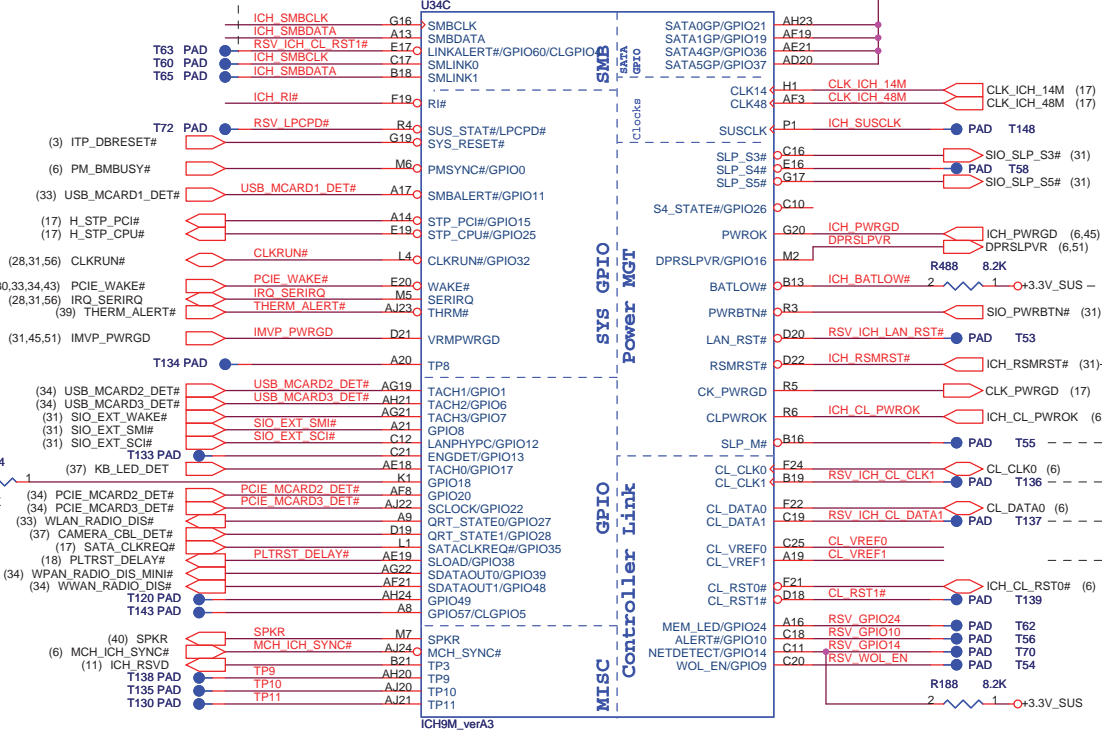 U34C
ICH_SMBCLK G16 SMBCLK SATA0GP/GPIO21 AH23
ICH_SMBDATA A13 SMBDATA SATA1GP/GPIO19 AF19
T63 PAD RSV_ICH_CL_RST1# E17 LINKALERT#/GPIO60/CLGPIO4 SATA4GP/GPIO36 AE21
T60 PAD ICH_SMBCLK C17 SMLINK0 SATA5GP/GPIO37 AD20
T65 PAD ICH_SMBDATA B18 SMLINK1
SMB
SATA GPIO
ICH_RI# F19 RI# CLK14 H1 CLK_ICH_14M CLK_ICH_14M (17)
CLK48 AF3 CLK_ICH_48M CLK_ICH_48M (17)
Clocks
T72 PAD RSV_LPCPD# R4 SUS_STAT#/LPCPD# SUSCLK P1 ICH_SUSCLK PAD T148
(3) ITP_DBRESET# G19 SYS_RESET#
SLP_S3# C16 SIO_SLP_S3# (31)
(6) PM_BMBUSY# M6 PMSYNC#/GPIO0 SLP_S4# E16 PAD T58
SLP_S5# G17 SIO_SLP_S5# (31)
(33) USB_MCARD1_DET# USB_MCARD1_DET# A17 SMBALERT#/GPIO11
S4_STATE#/GPIO26 C10
(17) H_STP_PCI# A14 STP_PCI#/GPIO15
(17) H_STP_CPU# E19 STP_CPU#/GPIO25 PWROK G20 ICH_PWRGD ICH_PWRGD (6,45)
DPRSLPVR DPRSLPVR (6,51)
(28,31,56) CLKRUN# CLKRUN# L4 CLKRUN#/GPIO32 DPRSLPVR/GPIO16 M2
R488 8.2K
0,33,34,43) PCIE_WAKE# PCIE_WAKE# E20 WAKE# BATLOW# B13 ICH_BATLOW# 2 1 +3.3V_SUS
(28,31,56) IRQ_SERIRQ IRQ_SERIRQ M5 SERIRQ
(39) THERM_ALERT# THERM_ALERT# AJ23 THRM# PWRBTN# R3 SIO_PWRBTN# (31)
(31,45,51) IMVP_PWRGD IMVP_PWRGD D21 VRMPWRGD LAN_RST# D20 RSV_ICH_LAN_RST# PAD T53
T134 PAD A20 TP8 RSMRST# D22 ICH_RSMRST# ICH_RSMRST# (31)
SYS GPIO
Power MGT
(34) USB_MCARD2_DET# USB_MCARD2_DET# AG19 TACH1/GPIO1 CK_PWRGD R5 CLK_PWRGD (17)
(34) USB_MCARD3_DET# USB_MCARD3_DET# AH21 TACH2/GPIO6
(31) SIO_EXT_WAKE# AG21 TACH3/GPIO7 CLPWROK R6 ICH_CL_PWROK ICH_CL_PWROK (6
(31) SIO_EXT_SMI# SIO_EXT_SMI# A21 GPIO8
(31) SIO_EXT_SCI# SIO_EXT_SCI# C12 LANPHYPC/GPIO12 SLP_M# B16 PAD T55
T133 PAD C21 ENGDET/GPIO13
4
(37) KB_LED_DET AE18 TACH0/GPIO17 CL_CLK0 F24 CL_CLK0 (6)
1 K1 GPIO18 CL_CLK1 B19 RSV_ICH_CL_CLK1 PAD T136
(34) PCIE_MCARD2_DET# PCIE_MCARD2_DET# AF8 GPIO20
(34) PCIE_MCARD3_DET# PCIE_MCARD3_DET# AJ22 SCLOCK/GPIO22 CL_DATA0 F22 CL_DATA0 (6)
(33) WLAN_RADIO_DIS# A9 QRT_STATE0/GPIO27 CL_DATA1 C19 RSV_ICH_CL_DATA1 PAD T137
(37) CAMERA_CBL_DET# D19 QRT_STATE1/GPIO28
(17) SATA_CLKREQ# L1 SATACLKREQ#/GPIO35 CL_VREF0 C25 CL_VREF0
(18) PLTRST_DELAY# PLTRST_DELAY# AE19 SLOAD/GPIO38 CL_VREF1 A19 CL_VREF1
(34) WPAN_RADIO_DIS_MINI# AG22 SDATAOUT0/GPIO39
(34) WWAN_RADIO_DIS# AF21 SDATAOUT1/GPIO48 CL_RST0# F21 ICH_CL_RST0# (6)
T120 PAD AH24 GPIO49 CL_RST1# D18 CL_RST1# PAD T139
T143 PAD A8 GPIO57/CLGPIO5
GPIO
Controller Link
MEM_LED/GPIO24 A16 RSV_GPIO24 PAD T62
(40) SPKR SPKR M7 SPKR ALERT#/GPIO10 C18 RSV_GPIO10 PAD T56
(6) MCH_ICH_SYNC# MCH_ICH_SYNC# AJ24 MCH_SYNC# NETDETECT/GPIO14 C11 RSV_GPIO14 PAD T70
(11) ICH_RSVD B21 TP3 WOL_EN/GPIO9 C20 RSV_WOL_EN PAD T54
T138 PAD TP9 AH20 TP9
T135 PAD TP10 AJ20 TP10 R188 8.2K
T130 PAD TP11 AJ21 TP11 2 1 +3.3V_SUS
MISC
ICH9M_verA3